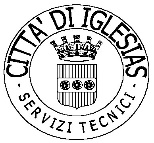 CITTA' DI IGLESIAS
- SERVIZI TECNICI -